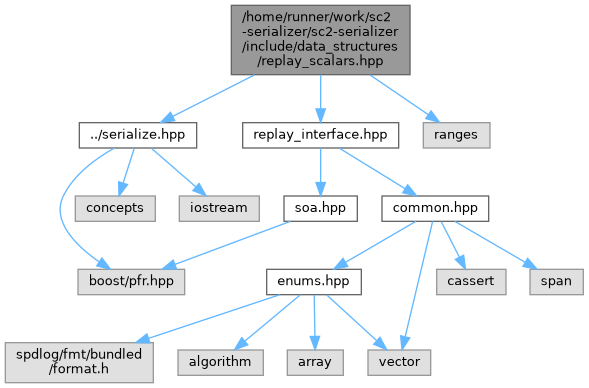 /home/runner/work/sc2
-serializer/sc2-serializer
/include/data_structures
/replay_scalars.hpp
../serialize.hpp
replay_interface.hpp
ranges
concepts
iostream
soa.hpp
common.hpp
boost/pfr.hpp
enums.hpp
cassert
span
spdlog/fmt/bundled
/format.h
algorithm
array
vector